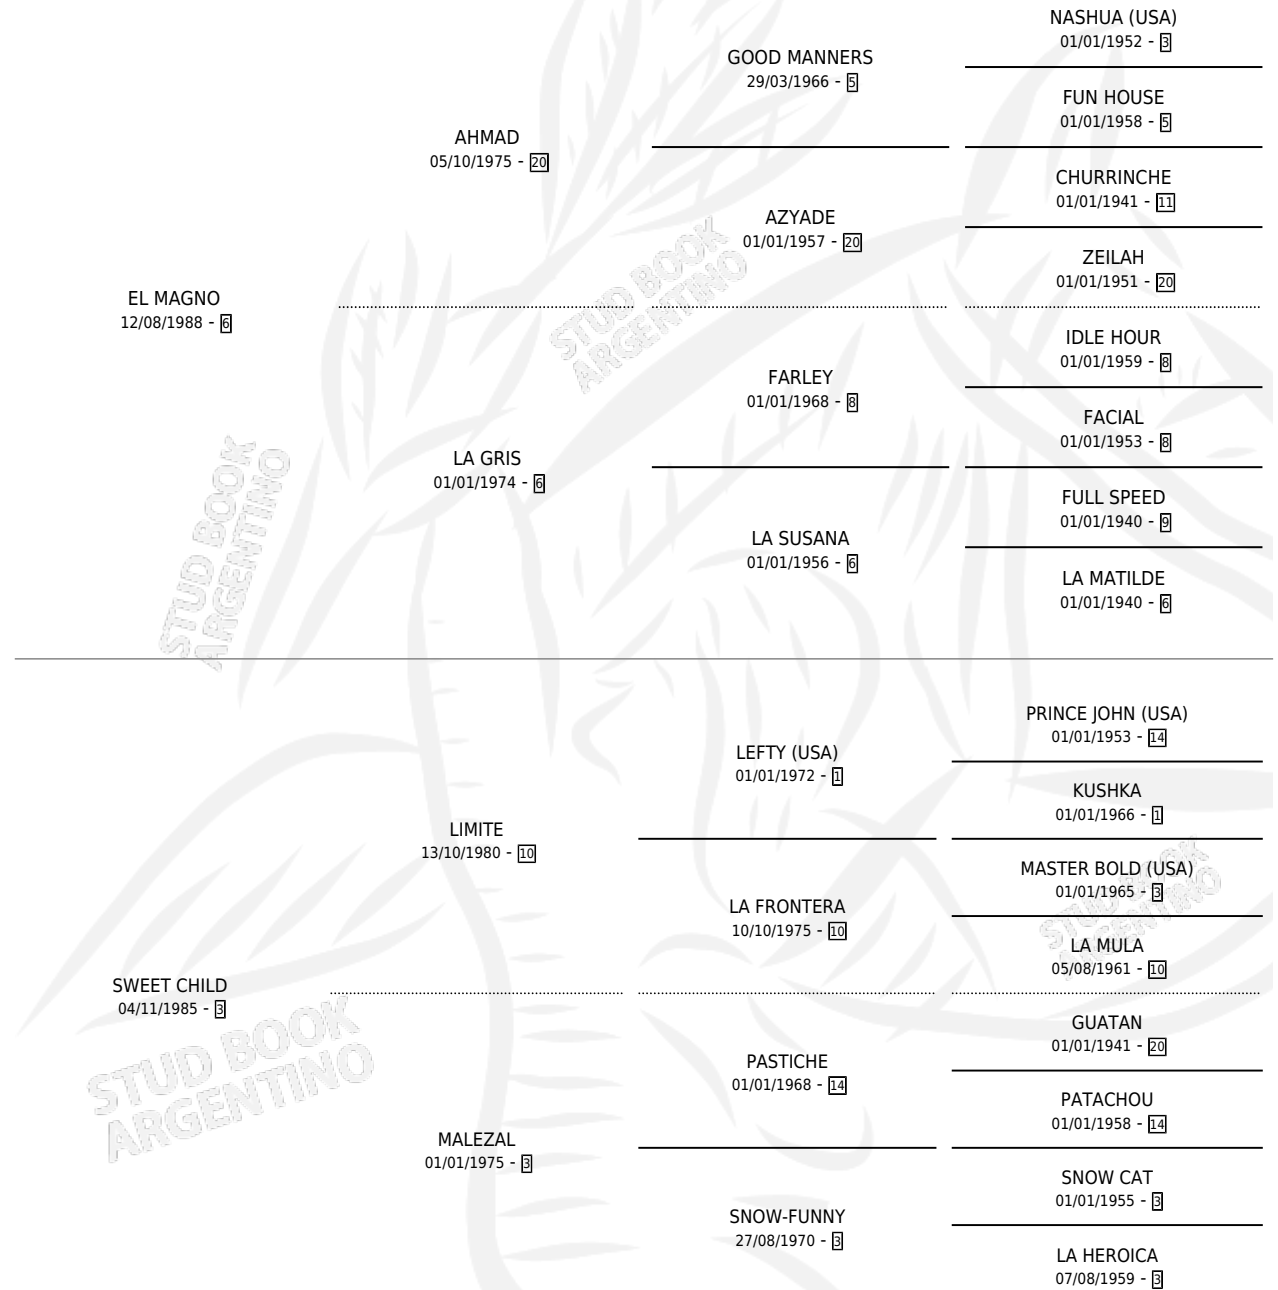 NASHUA (USA)
01/01/1952 - 3
GOOD MANNERS
29/03/1966 - 5
FUN HOUSE
01/01/1958 - 5
AHMAD
05/10/1975 - 20
CHURRINCHE
01/01/1941 - 11
AZYADE
01/01/1957 - 20
ZEILAH
01/01/1951 - 20
EL MAGNO
12/08/1988 - 6
IDLE HOUR
01/01/1959 - 8
FARLEY
01/01/1968 - 8
FACIAL
01/01/1953 - 8
LA GRIS
01/01/1974 - 6
FULL SPEED
01/01/1940 - 9
LA SUSANA
01/01/1956 - 6
LA MATILDE
01/01/1940 - 6
PRINCE JOHN (USA)
01/01/1953 - 14
LEFTY (USA)
01/01/1972 - 1
KUSHKA
01/01/1966 - 1
LIMITE
13/10/1980 - 10
MASTER BOLD (USA)
01/01/1965 - 3
LA FRONTERA
10/10/1975 - 10
LA MULA
05/08/1961 - 10
SWEET CHILD
04/11/1985 - 3
GUATAN
01/01/1941 - 20
PASTICHE
01/01/1968 - 14
PATACHOU
01/01/1958 - 14
MALEZAL
01/01/1975 - 3
SNOW CAT
01/01/1955 - 3
SNOW-FUNNY
27/08/1970 - 3
LA HEROICA
07/08/1959 - 3
STUD BOOK
ARGENTINO
STUD BOOK
ARGENTINO
STUD BOOK
ARGENTINO
STUD BOOK
ARGENTINO